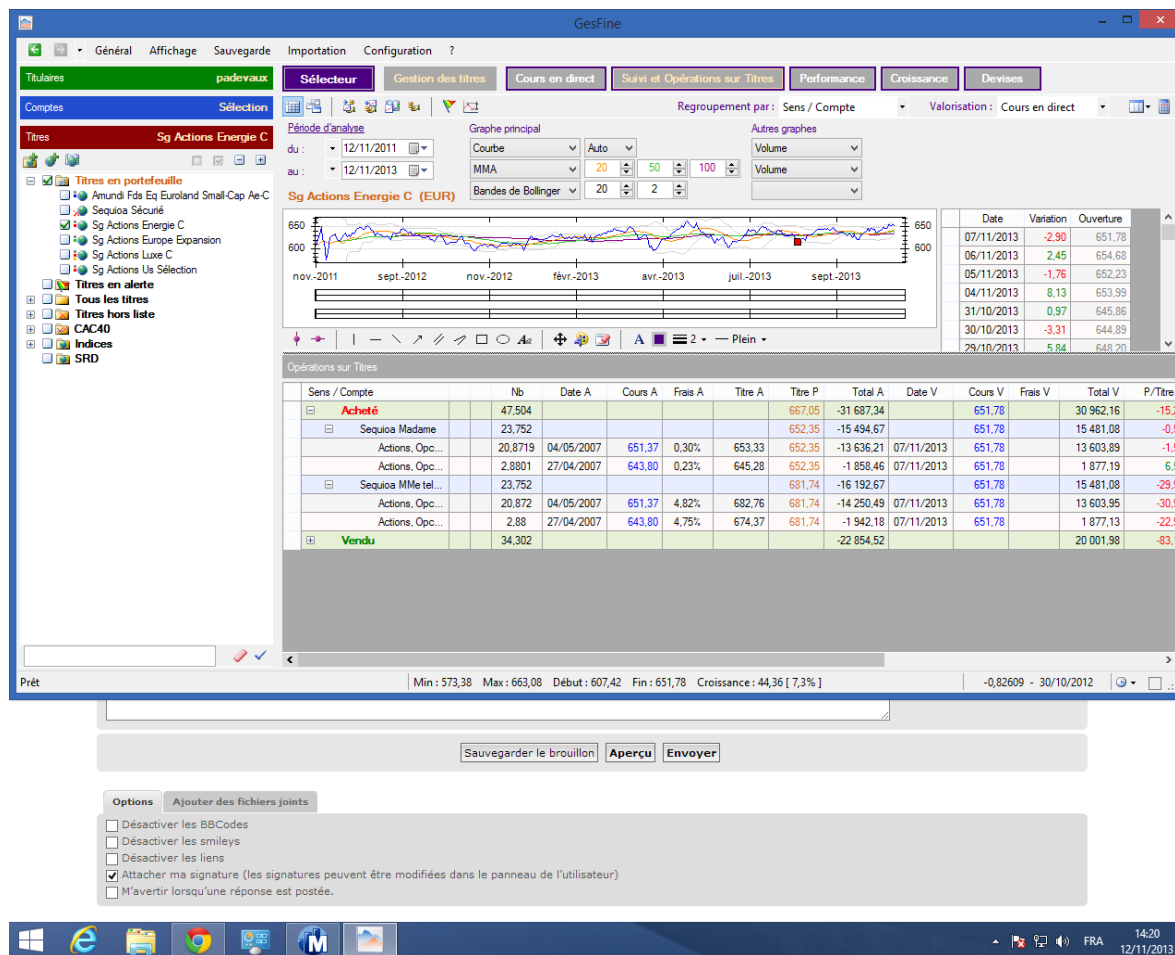 GesFine
Général Affichage Sauvegarde Importation Configuration ?
Titulaires padevaux
Sélecteur Gestion des titres Cours en direct Suivi et Opérations sur Titres Performance Croissance Devises
Comptes Sélection
Regroupement par : Sens / Compte Valorisation : Cours en direct
Titres Sg Actions Energie C
Période d'analyse Graphe principal Autres graphes
du : 12/11/2011 Courbe Auto Volume
au : 12/11/2013 MMA 20 50 100 Volume
Sg Actions Energie C (EUR) Bandes de Bollinger 20 2
Titres en portefeuille
Amundi Fds Eq Euroland Small-Cap Ae-C
Sequioa Sécurié
Sg Actions Energie C
Sg Actions Europe Expansion
Sg Actions Luxe C
Sg Actions Us Sélection
Titres en alerte
Tous les titres
Titres hors liste
CAC40
Indices
SRD
650 650
600 600
nov.-2011 sept.-2012 nov.-2012 févr.-2013 avr.-2013 juil.-2013 sept.-2013
Date Variation Ouverture
07/11/2013 -2,90 651,78
06/11/2013 2,45 654,68
05/11/2013 -1,76 652,23
04/11/2013 8,13 653,99
31/10/2013 0,97 645,86
30/10/2013 -3,31 644,89
29/10/2013 5,84 648,20
Aa A 2 Plein
Opérations sur Titres
Sens / Compte Nb Date A Cours A Frais A Titre A Titre P Total A Date V Cours V Frais V Total V P/Titre
Acheté 47,504 667,05 -31 687,34 651,78 30 962,16 -15,
Sequioa Madame 23,752 652,35 -15 494,67 651,78 15 481,08 -0,
Actions, Opc... 20,8719 04/05/2007 651,37 0,30% 653,33 652,35 -13 636,21 07/11/2013 651,78 13 603,89 -1,
Actions, Opc... 2,8801 27/04/2007 643,80 0,23% 645,28 652,35 -1 858,46 07/11/2013 651,78 1 877,19 6,
Sequioa MMe tel... 23,752 681,74 -16 192,67 651,78 15 481,08 -29,
Actions, Opc... 20,872 04/05/2007 651,37 4,82% 682,76 681,74 -14 250,49 07/11/2013 651,78 13 603,95 -30,
Actions, Opc... 2,88 27/04/2007 643,80 4,75% 674,37 681,74 -1 942,18 07/11/2013 651,78 1 877,13 -22,
Vendu 34,302 -22 854,52 20 001,98 -83,
Prêt Min : 573,38 Max : 663,08 Début : 607,42 Fin : 651,78 Croissance : 44,36 [ 7,3% ] -0,82609 - 30/10/2012
Sauvegarder le brouillon Aperçu Envoyer
Options Ajouter des fichiers joints
Désactiver les BBCodes
Désactiver les smileys
Désactiver les liens
Attacher ma signature (les signatures peuvent être modifiées dans le panneau de l'utilisateur)
M'avertir lorsqu'une réponse est postée.
FRA 14:20
12/11/2013